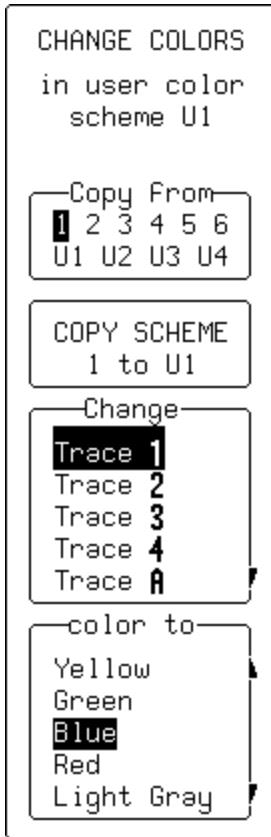 CHANGE COLORS
in user color
scheme U1
Copy From
1 2 3 4 5 6
U1 U2 U3 U4
COPY SCHEME
1 to U1
Change
Trace 1
Trace 2
Trace 3
Trace 4
Trace A
color to
Yellow
Green
Blue
Red
Light Gray